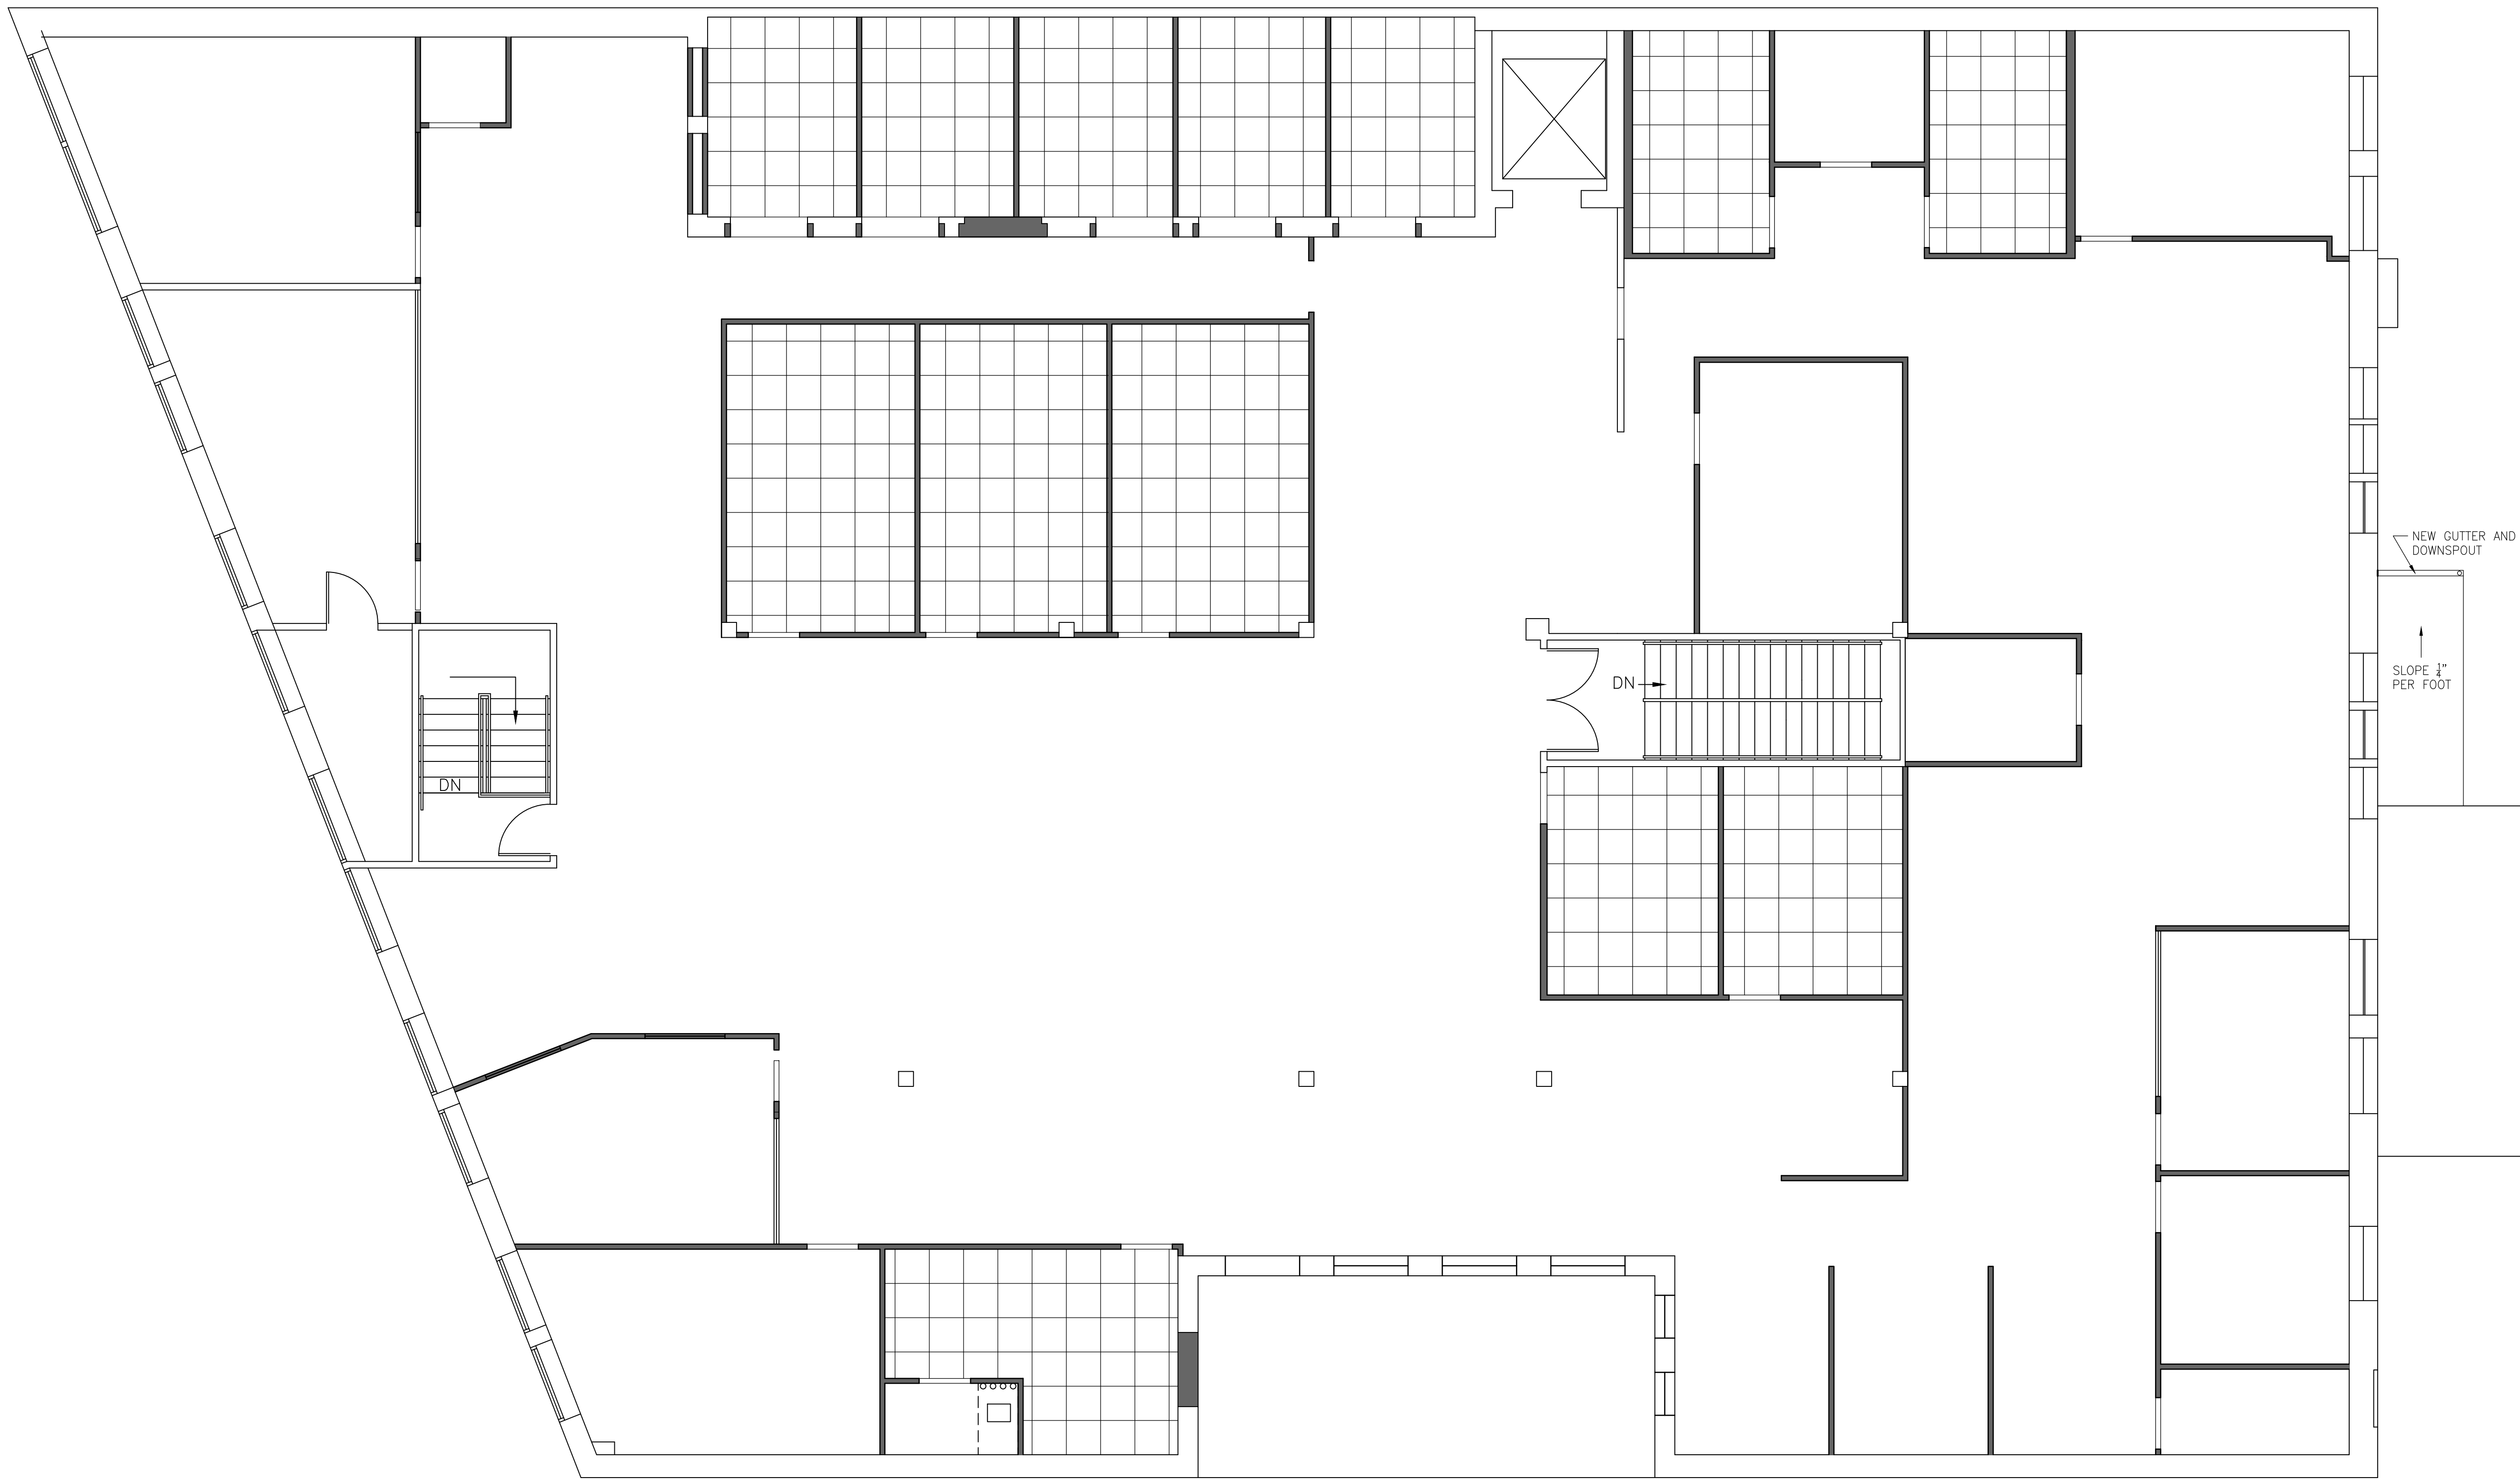 NEW GUTTER AND
DOWNSPOUT
SLOPE ¼"
PER FOOT
DN
DN